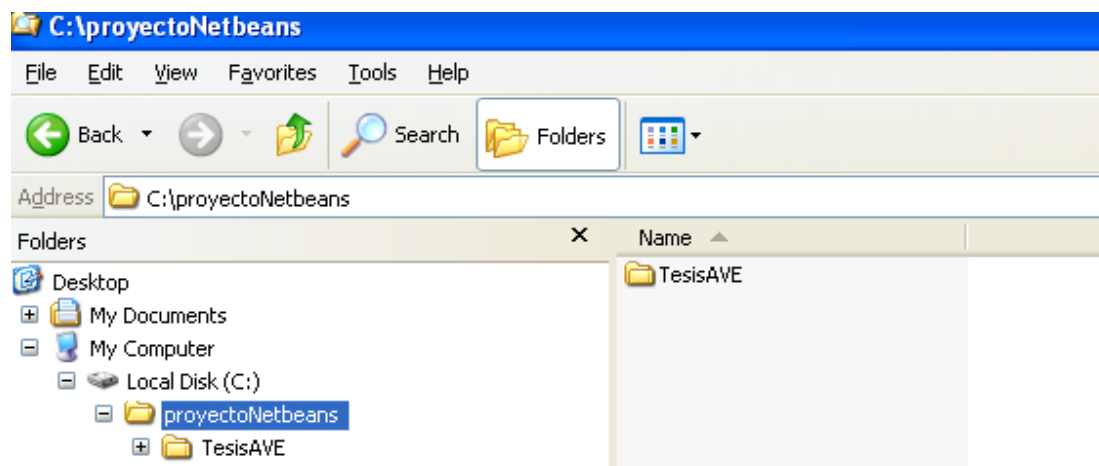 C:\proyectoNetbeans
File Edit View Favorites Tools Help
Back Search Folders
Address C:\proyectoNetbeans
Folders X Name
Desktop TesisAVE
My Documents
My Computer
Local Disk (C:)
proyectoNetbeans
TesisAVE